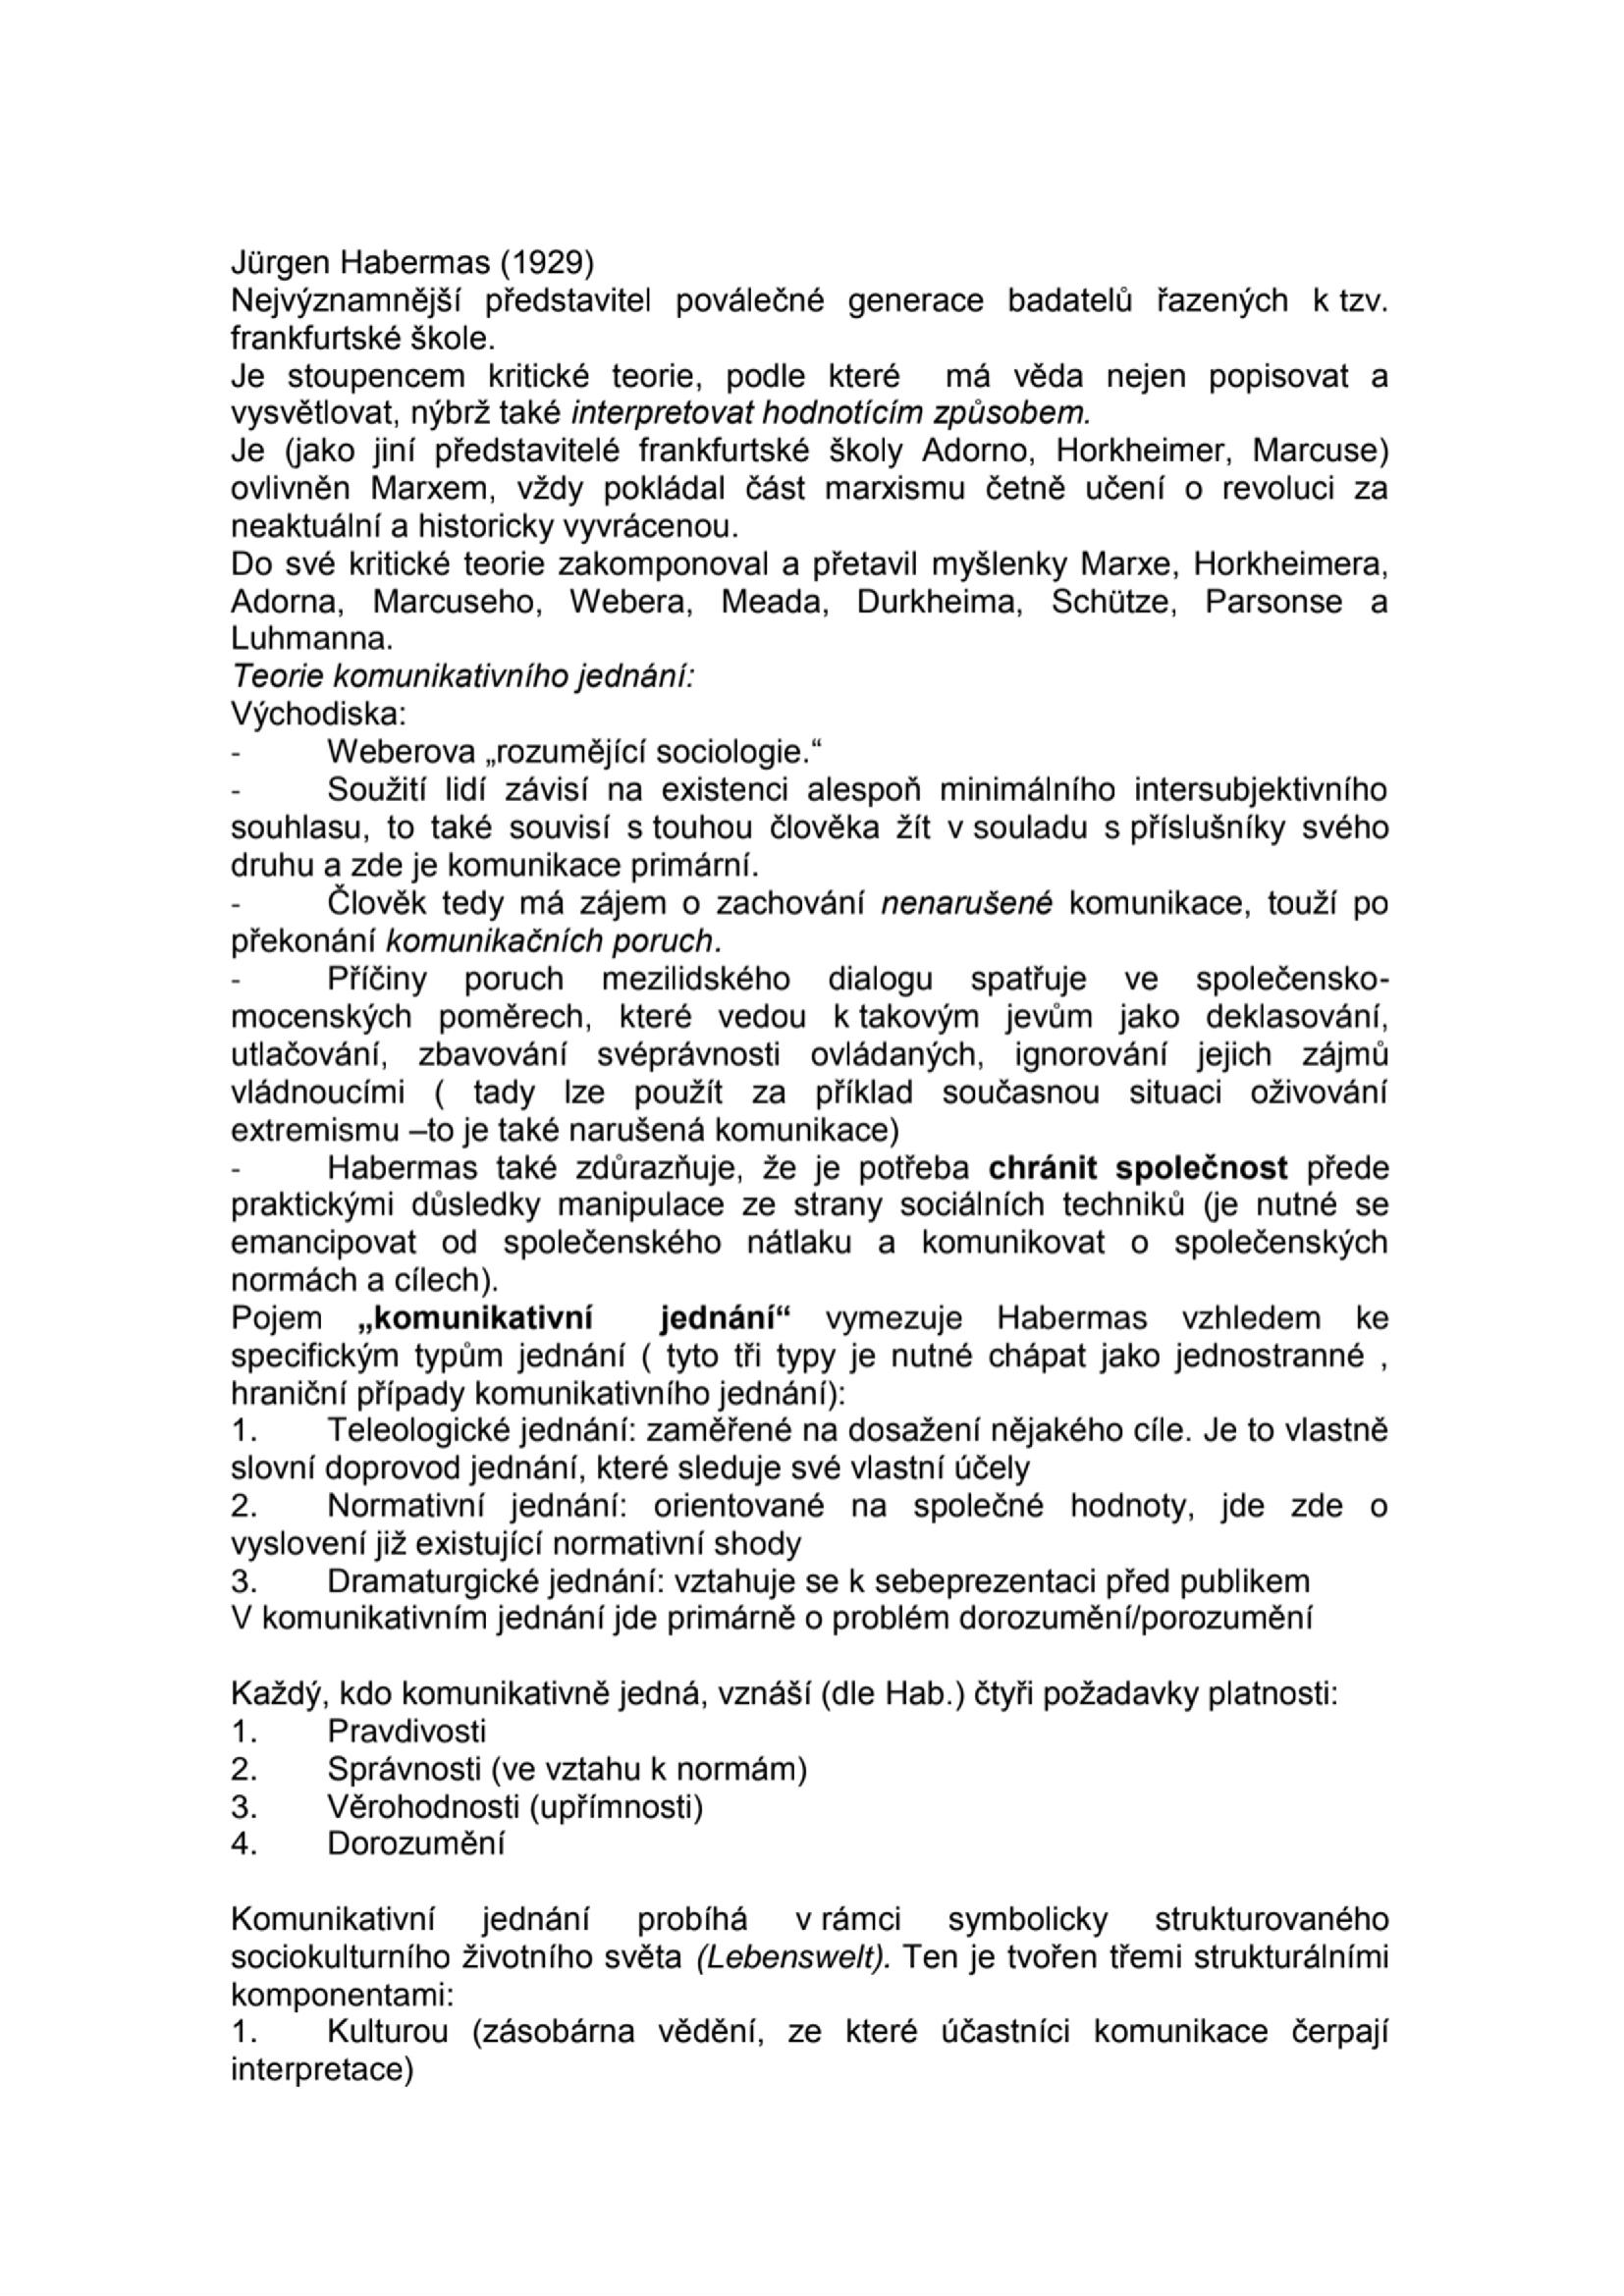 Jürgen Habermas (1929)
Nejvýznamnější představitel poválečné generace badatelů řazených k tzv.
frankfurtské škole.
Je stoupencem kritické teorie, podle které má věda nejen popisovat a
vysvětlovat, nýbrž také interpretovat hodnotícím způsobem.
Je (jako jiní představitelé frankfurtské školy Adorno, Horkheimer, Marcuse)
ovlivněn Marxem, vždy pokládal část marxismu četně učení o revoluci za
neaktuální a historicky vyvrácenou.
Do své kritické teorie zakomponoval a přetavil myšlenky Marxe, Horkheimera,
Adorna, Marcuseho, Webera, Meada, Durkheima, Schütze, Parsonse a
Luhmanna.
Teorie komunikativního jednání:
Východiska:
- Weberova „rozumějící sociologie.“
- Soužití lidí závisí na existenci alespoň minimálního intersubjektivního
souhlasu, to také souvisí s touhou člověka žít v souladu s příslušníky svého
druhu a zde je komunikace primární.
- Člověk tedy má zájem o zachování nenarušené komunikace, touží po
překonání komunikačních poruch.
- Příčiny poruch mezilidského dialogu spatřuje ve společensko-
mocenských poměrech, které vedou k takovým jevům jako deklasování,
utlačování, zbavování svéprávnosti ovládaných, ignorování jejich zájmů
vládnoucími ( tady lze použít za příklad současnou situaci oživování
extremismu –to je také narušená komunikace)
- Habermas také zdůrazňuje, že je potřeba chránit společnost přede
praktickými důsledky manipulace ze strany sociálních techniků (je nutné se
emancipovat od společenského nátlaku a komunikovat o společenských
normách a cílech).
Pojem „komunikativní jednání“ vymezuje Habermas vzhledem ke
specifickým typům jednání ( tyto tři typy je nutné chápat jako jednostranné ,
hraniční případy komunikativního jednání):
1. Teleologické jednání: zaměřené na dosažení nějakého cíle. Je to vlastně
slovní doprovod jednání, které sleduje své vlastní účely
2. Normativní jednání: orientované na společné hodnoty, jde zde o
vyslovení již existující normativní shody
3. Dramaturgické jednání: vztahuje se k sebeprezentaci před publikem
V komunikativním jednání jde primárně o problém dorozumění/porozumění
Každý, kdo komunikativně jedná, vznáší (dle Hab.) čtyři požadavky platnosti:
1. Pravdivosti
2. Správnosti (ve vztahu k normám)
3. Věrohodnosti (upřímnosti)
4. Dorozumění
Komunikativní jednání probíhá v rámci symbolicky strukturovaného
sociokulturního životního světa (Lebenswelt). Ten je tvořen třemi strukturálními
komponentami:
1. Kulturou (zásobárna vědění, ze které účastníci komunikace čerpají
interpretace)